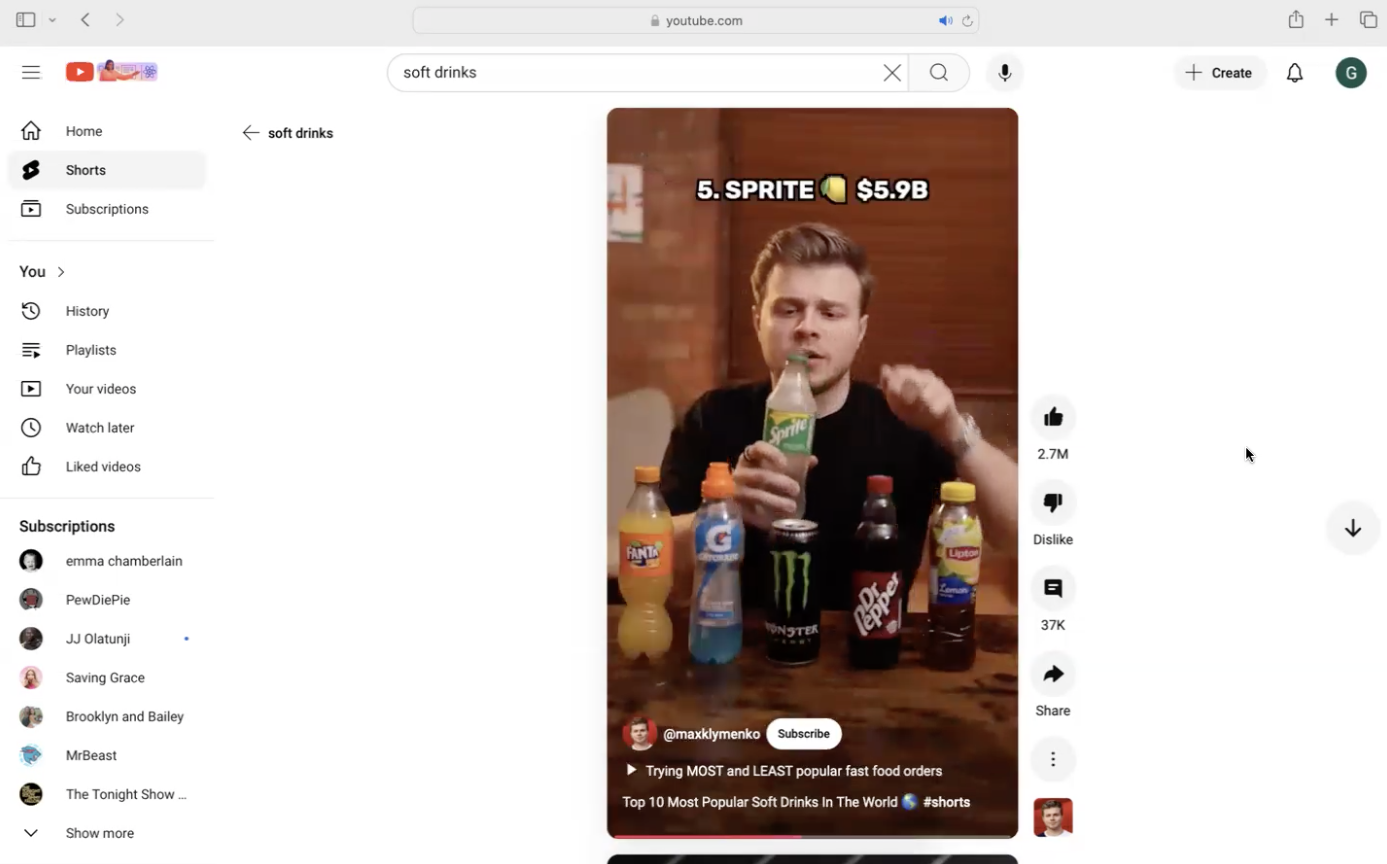 youtube.com
soft drinks
Create
G
Home
Shorts
Subscriptions
You
History
Playlists
Your videos
Watch later
Liked videos
Subscriptions
emma chamberlain
PewDiePie
JJ Olatunji
Saving Grace
Brooklyn and Bailey
MrBeast
The Tonight Show ...
Show more
soft drinks
5. SPRITE $5.9B
Sprite
FANTA
G
GATORADE
MONSTER
Dr Pepper
Lipton
Lemon
@maxklymenko Subscribe
Trying MOST and LEAST popular fast food orders
Top 10 Most Popular Soft Drinks In The World 🌎 #shorts
2.7M
Dislike
37K
Share